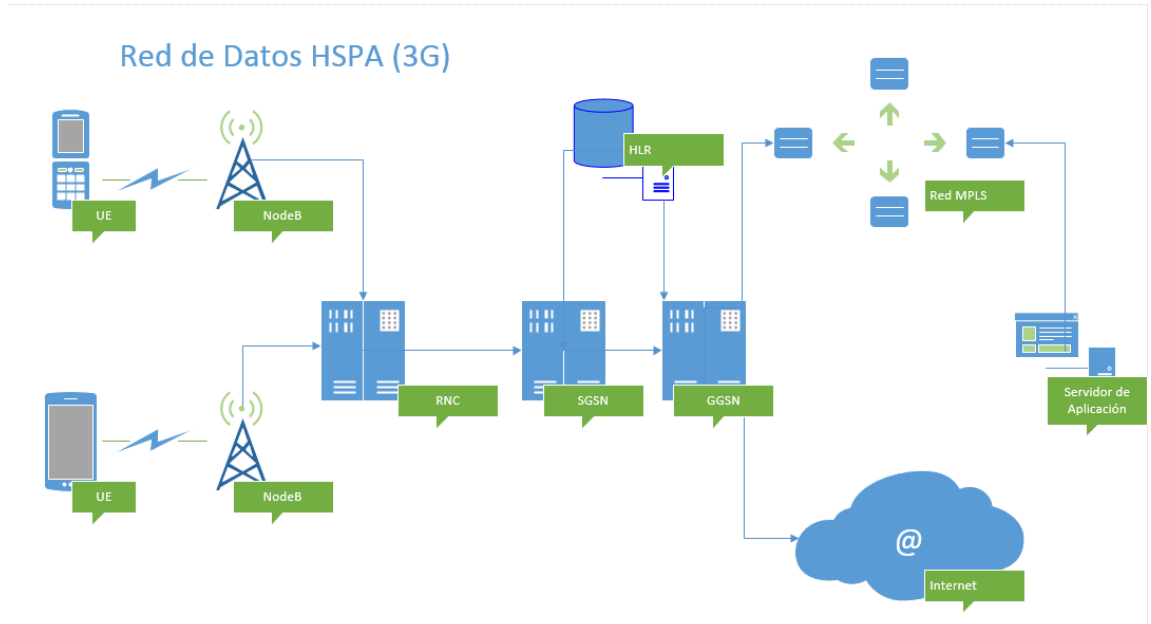 Red de Datos HSPA (3G)
HLR
Red MPLS
UE
NodeB
RNC
SGSN
GGSN
Servidor de
Aplicación
UE
NodeB
@
Internet